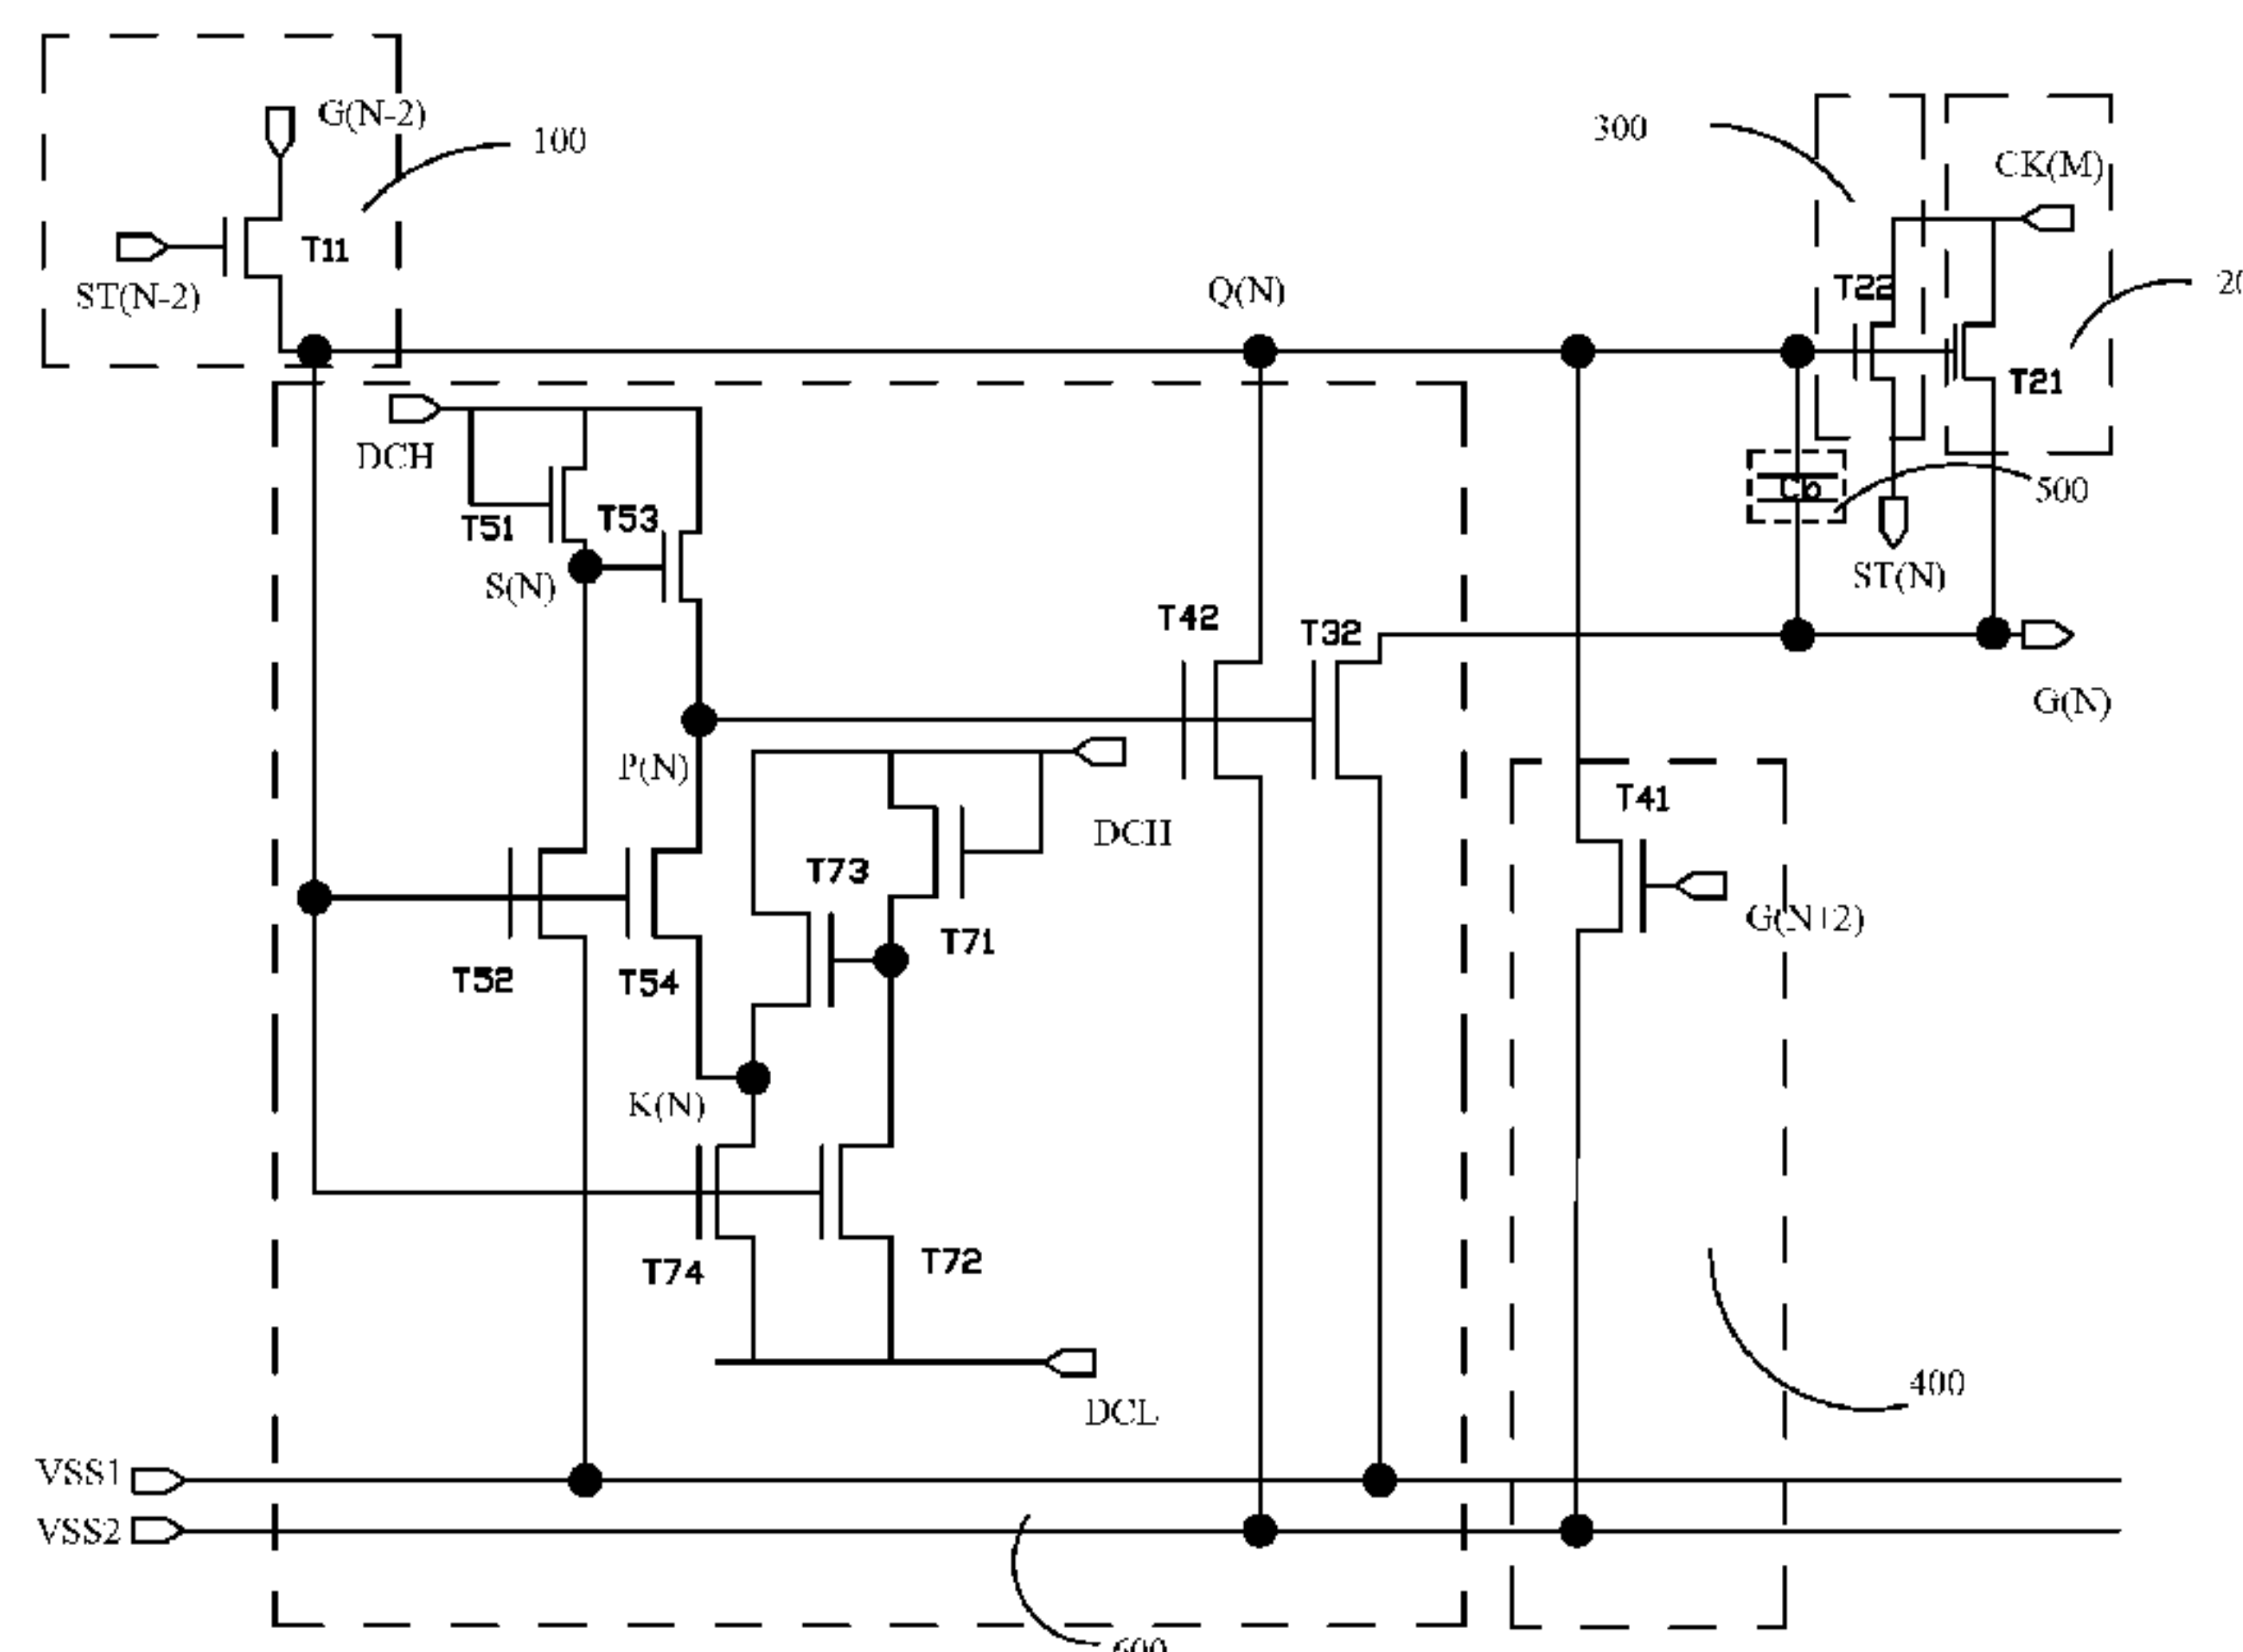 G(N-2)
100
300
CK(M)
T11
ST(N-2)
Q(N)
T22
20
T21
DCH
Cb
500
T51
T53
S(N)
ST(N)
T42
T32
G(N)
P(N)
T41
DCH
T73
G(N+2)
T71
T52
T54
K(N)
T74
T72
400
DCL
VSS1
VSS2
600